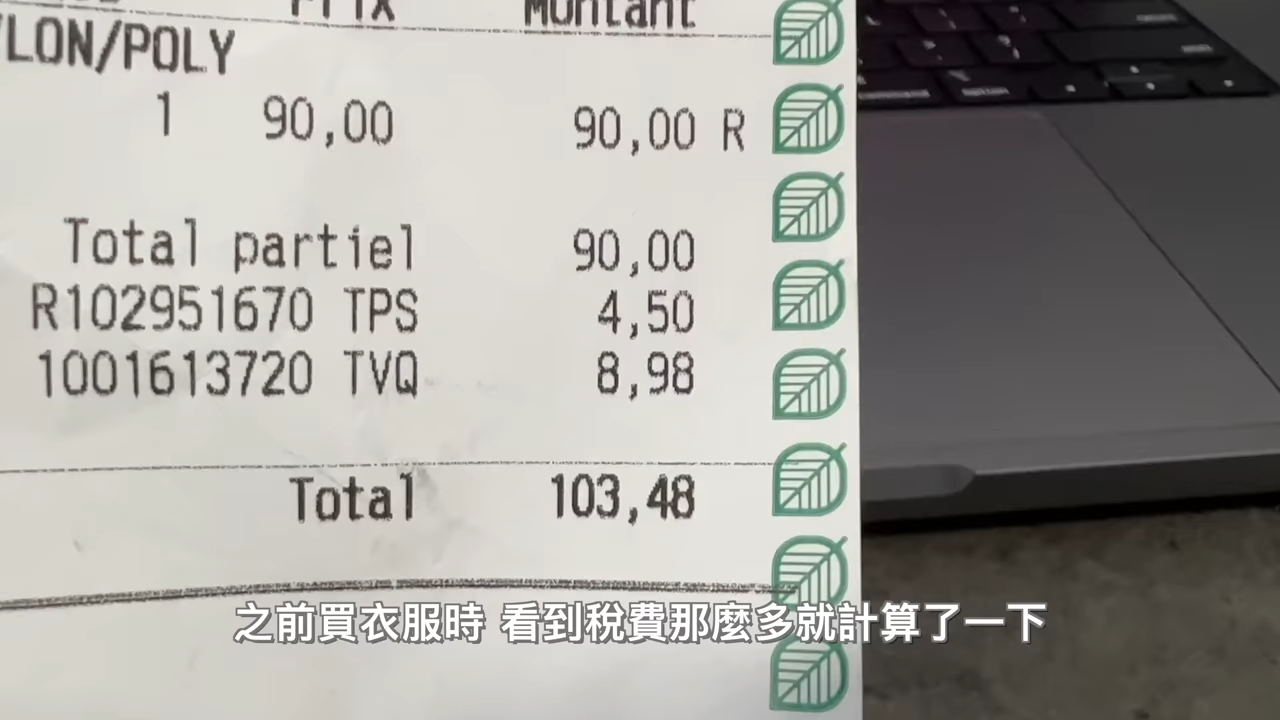 Prix Montant
LON/POLY
1 90,00 90,00 R
Total partiel 90,00
R102951670 TPS 4,50
1001613720 TVQ 8,98
Total 103,48
之前買衣服時 看到稅費那麼多就計算了一下